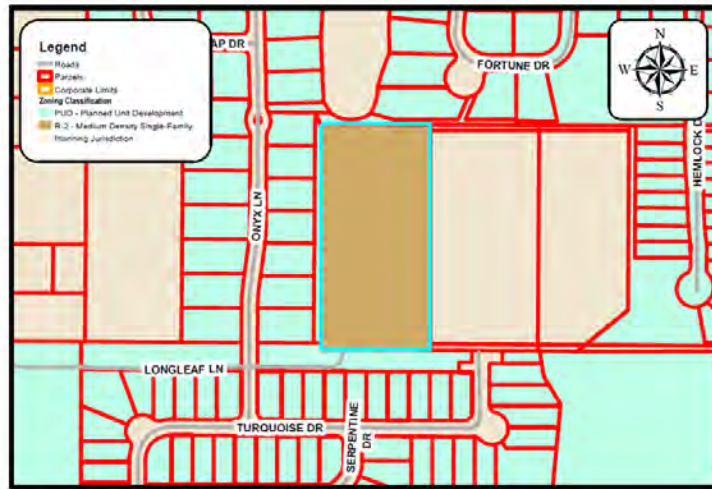 Legend
Roads
Parcels
Corporate Limits
Zoning Classification
PUD - Planned Unit Development
R-2 - Medium Density Single-Family
Planning Jurisdiction
AP DR
FORTUNE DR
N
W E
S
HEMLOCK D
ONYX LN
LONGLEAF LN
TURQUOISE DR
SERPENTINE
DR